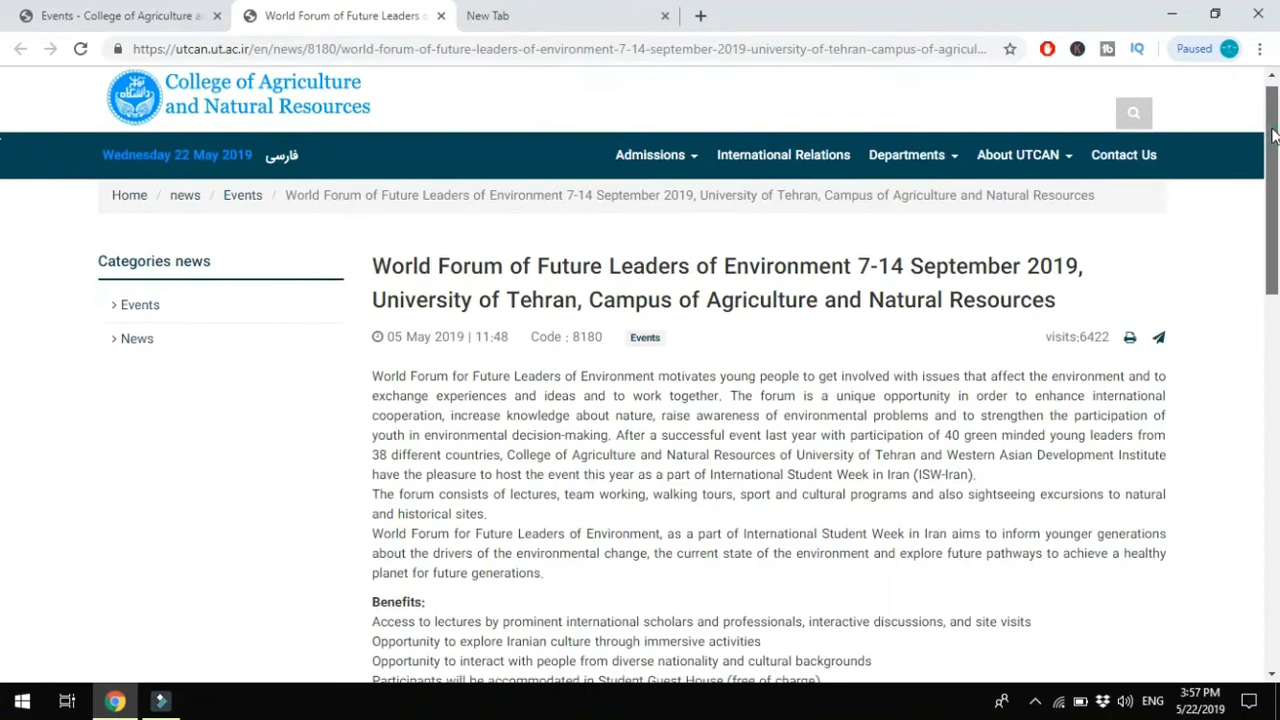 Events - College of Agriculture a
World Forum of Future Leaders o
New Tab
https://utcan.ut.ac.ir/en/news/8180/world-forum-of-future-leaders-of-environment-7-14-september-2019-university-of-tehran-campus-of-agricul...
IQ
Paused
College of Agriculture
and Natural Resources
Wednesday 22 May 2019
فارسی
Admissions
International Relations
Departments
About UTCAN
Contact Us
Home / news / Events / World Forum of Future Leaders of Environment 7-14 September 2019, University of Tehran, Campus of Agriculture and Natural Resources
Categories news
Events
News
World Forum of Future Leaders of Environment 7-14 September 2019,
University of Tehran, Campus of Agriculture and Natural Resources
05 May 2019 | 11:48
Code : 8180
Events
visits:6422
World Forum for Future Leaders of Environment motivates young people to get involved with issues that affect the environment and to
exchange experiences and ideas and to work together. The forum is a unique opportunity in order to enhance international
cooperation, increase knowledge about nature, raise awareness of environmental problems and to strengthen the participation of
youth in environmental decision-making. After a successful event last year with participation of 40 green minded young leaders from
38 different countries, College of Agriculture and Natural Resources of University of Tehran and Western Asian Development Institute
have the pleasure to host the event this year as a part of International Student Week in Iran (ISW-Iran).
The forum consists of lectures, team working, walking tours, sport and cultural programs and also sightseeing excursions to natural
and historical sites.
World Forum for Future Leaders of Environment, as a part of International Student Week in Iran aims to inform younger generations
about the drivers of the environmental change, the current state of the environment and explore future pathways to achieve a healthy
planet for future generations.
Benefits:
Access to lectures by prominent international scholars and professionals, interactive discussions, and site visits
Opportunity to explore Iranian culture through immersive activities
Opportunity to interact with people from diverse nationality and cultural backgrounds
Participants will be accommodated in Student Guest House (free of charge)
ENG
3:57 PM
5/22/2019